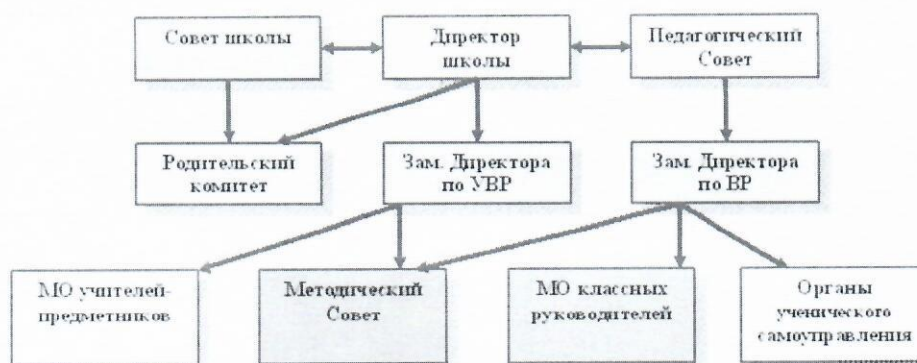 Совет школы
Директор
школы
Педагогический
Совет
Родительский
комитет
Зам. Директора
по УВР
Зам. Директора
по ВР
МО учителей-
предметников
Методический
Совет
МО классных
руководителей
Органы
ученического
самоуправления